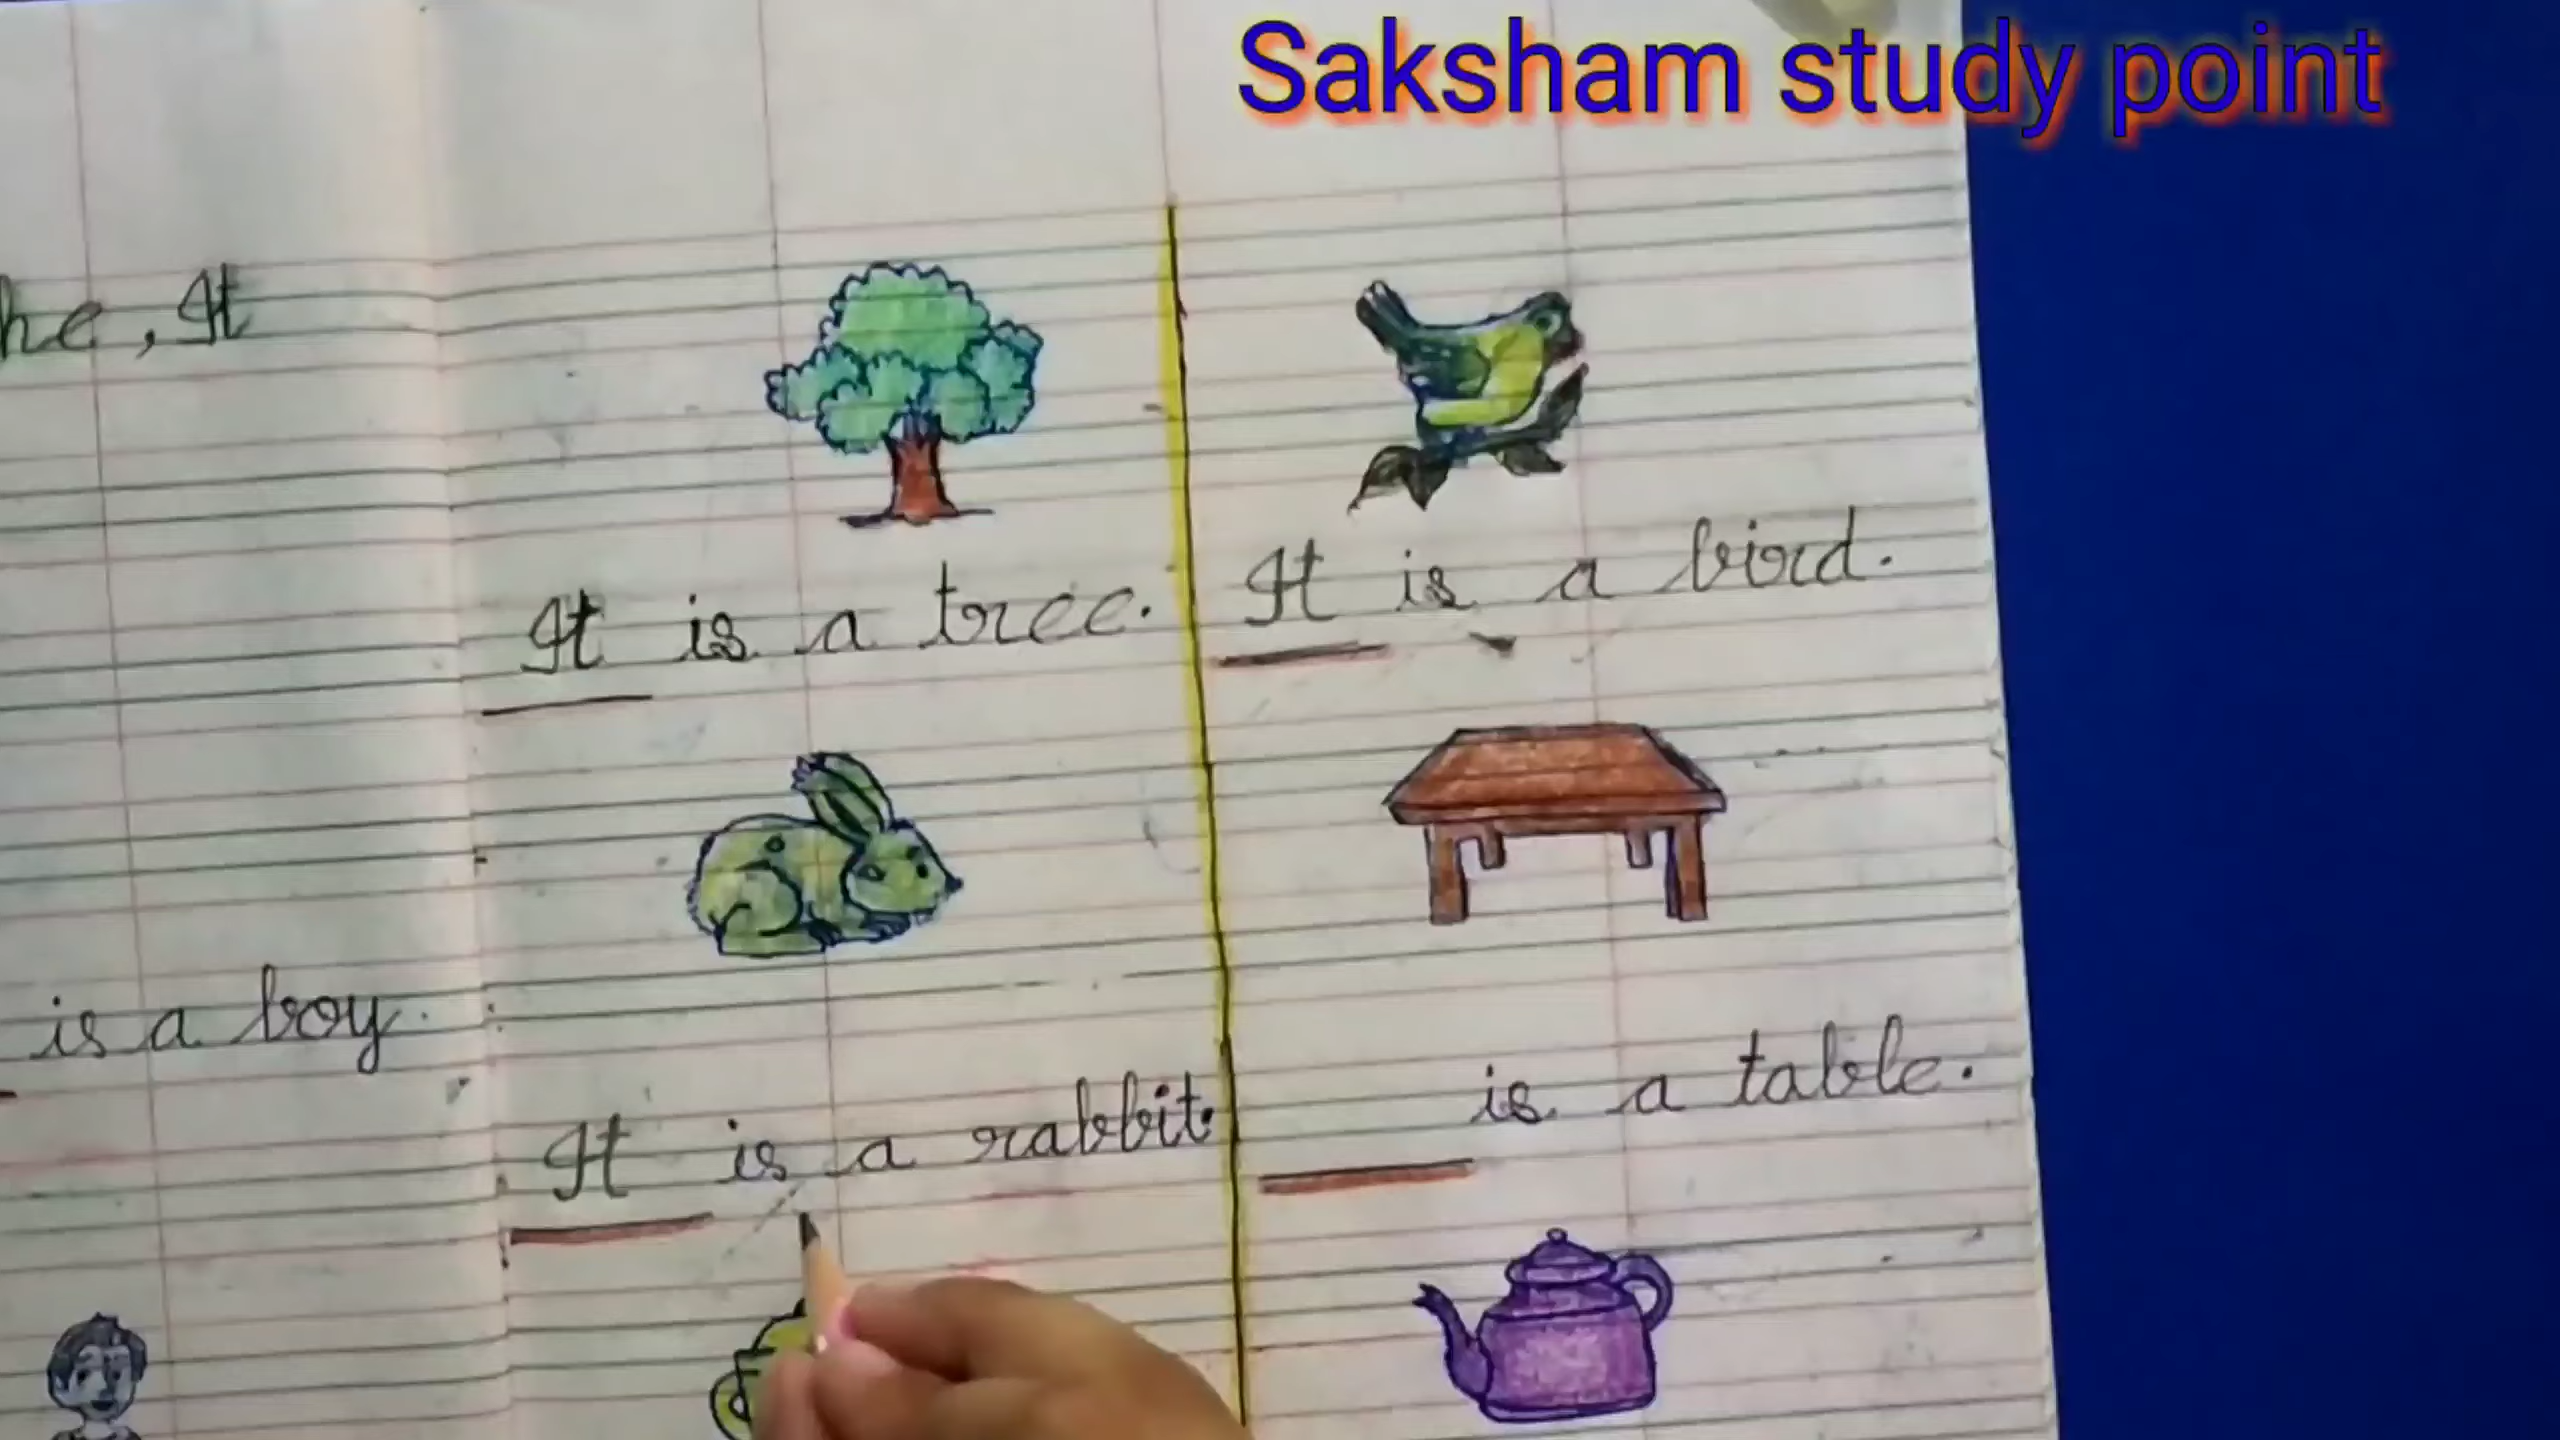 Saksham study point
he, It
It is a tree.
It is a bird.
is a boy.
It is a rabbit.
is a table.